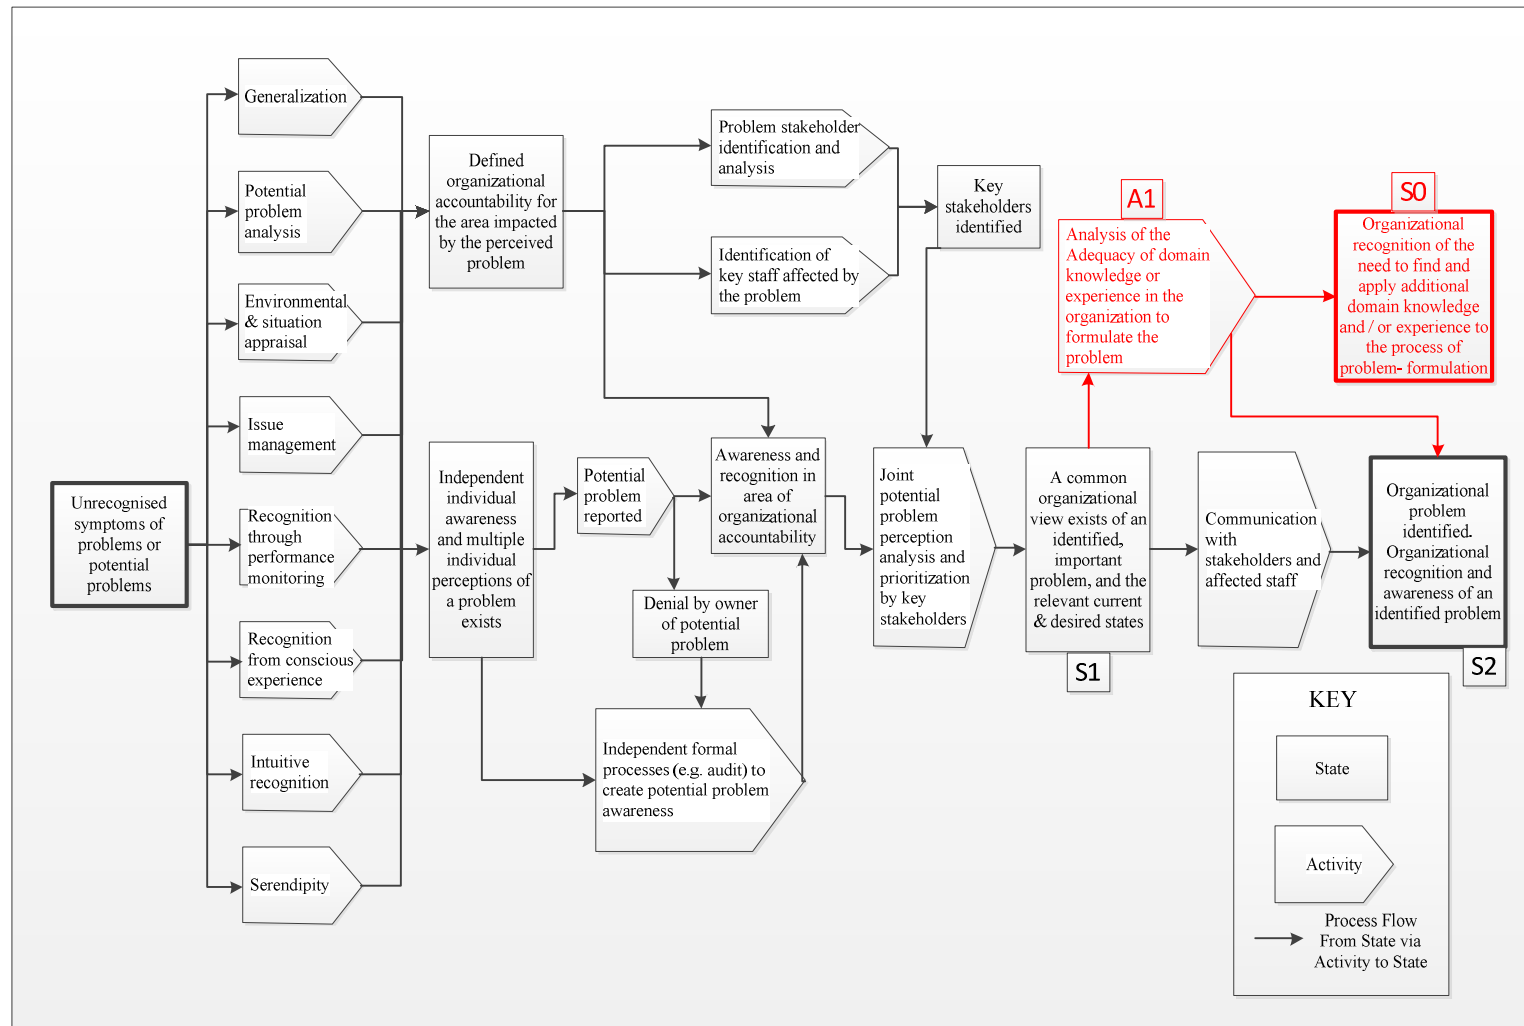 Generalization
Potential
problem
analysis
Environmental
& situation
appraisal
Issue
management
Unrecognised
symptoms of
problems or
potential
problems
Recognition
through
performance
monitoring
Recognition
from conscious
experience
Intuitive
recognition
Serendipity
Defined
organizational
accountability for
the area impacted
by the perceived
problem
Independent
individual
awareness
and multiple
individual
perceptions of
a problem
exists
Potential
problem
reported
Denial by owner
of potential
problem
Independent formal
processes (e.g. audit) to
create potential problem
awareness
Problem stakeholder
identification and
analysis
Identification of
key staff affected by
the problem
Awareness and
recognition in
area of
organizational
accountability
Key
stakeholders
identified
Joint
potential
problem
perception
analysis and
prioritization
by key
stakeholders
A1
Analysis of the
Adequacy of domain
knowledge or
experience in the
organization to
formulate the
problem
A common
organizational
view exists of an
identified,
important
problem, and the
relevant current
& desired states
S1
Communication
with
stakeholders and
affected staff
S0
Organizational
recognition of the
need to find and
apply additional
domain knowledge
and / or experience to
the process of
problem- formulation
Organizational
problem
identified.
Organizational
recognition and
awareness of an
identified problem
S2
KEY
State
Activity
Process Flow
From State via
Activity to State